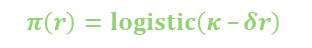 π(r) = logistic(κ – δr)